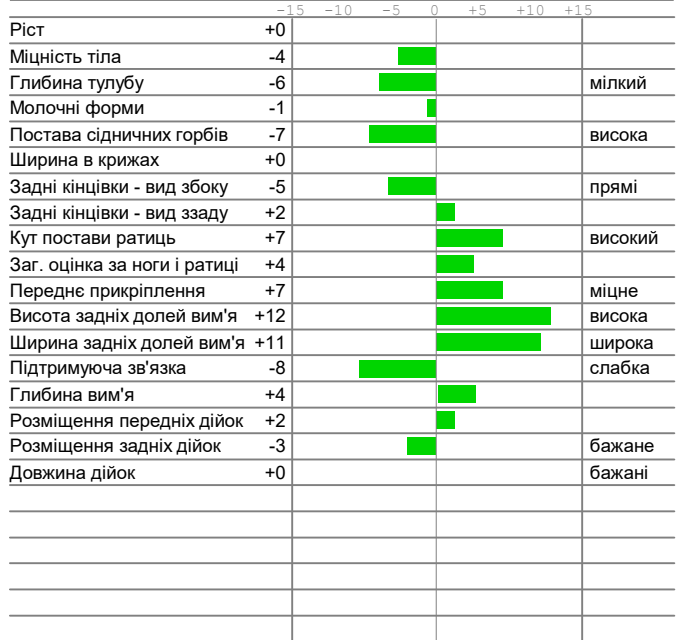 -15 -10 -5 0 +5 +10 +15
Ріст +0
Міцність тіла -4
Глибина тулубу -6 мілкий
Молочні форми -1
Постава сідничних горбів -7 висока
Ширина в крижах +0
Задні кінцівки - вид збоку -5 прямі
Задні кінцівки - вид ззаду +2
Кут постави ратиць +7 високий
Заг. оцінка за ноги і ратиці +4
Переднє прикріплення +7 міцне
Висота задніх долей вим'я +12 висока
Ширина задніх долей вим'я +11 широка
Підтримуюча зв'язка -8 слабка
Глибина вим'я +4
Розміщення передніх дійок +2
Розміщення задніх дійок -3 бажане
Довжина дійок +0 бажані